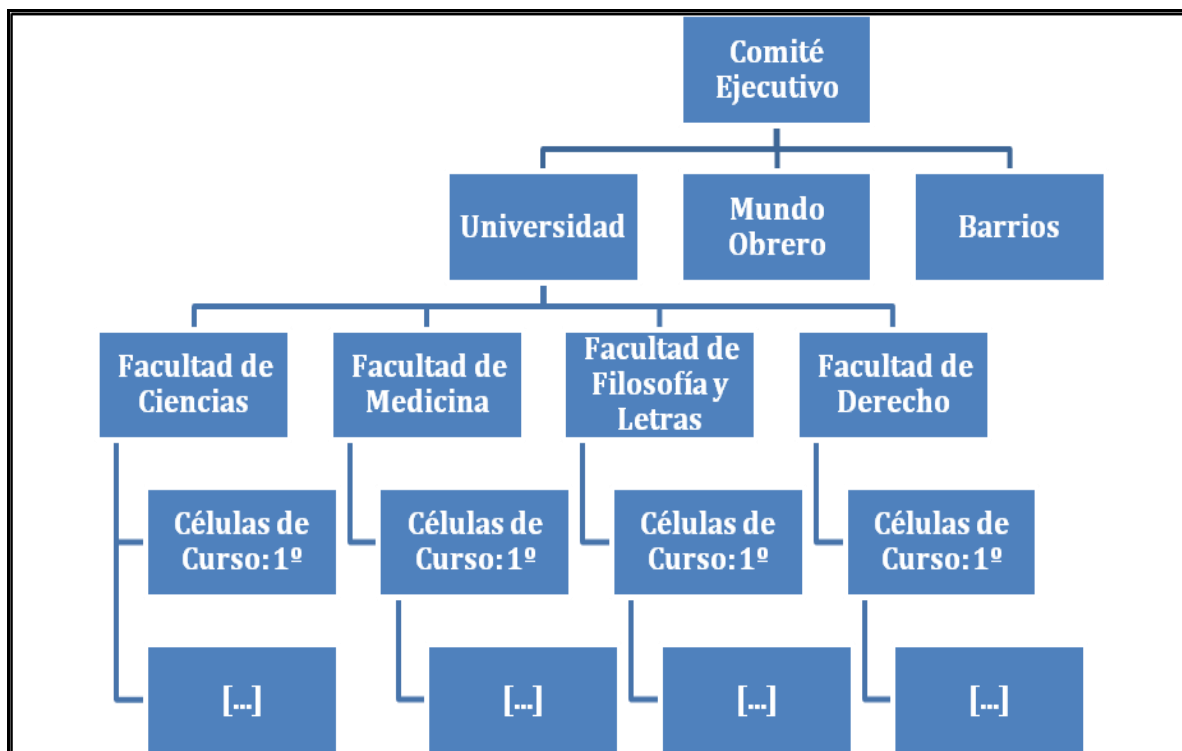 Comité
Ejecutivo
Universidad
Mundo
Obrero
Barrios
Facultad de
Ciencias
Facultad de
Medicina
Facultad de
Filosofía y
Letras
Facultad de
Derecho
Células de
Curso:1º
Células de
Curso:1º
Células de
Curso:1º
Células de
Curso:1º
[...]
[...]
[...]
[...]